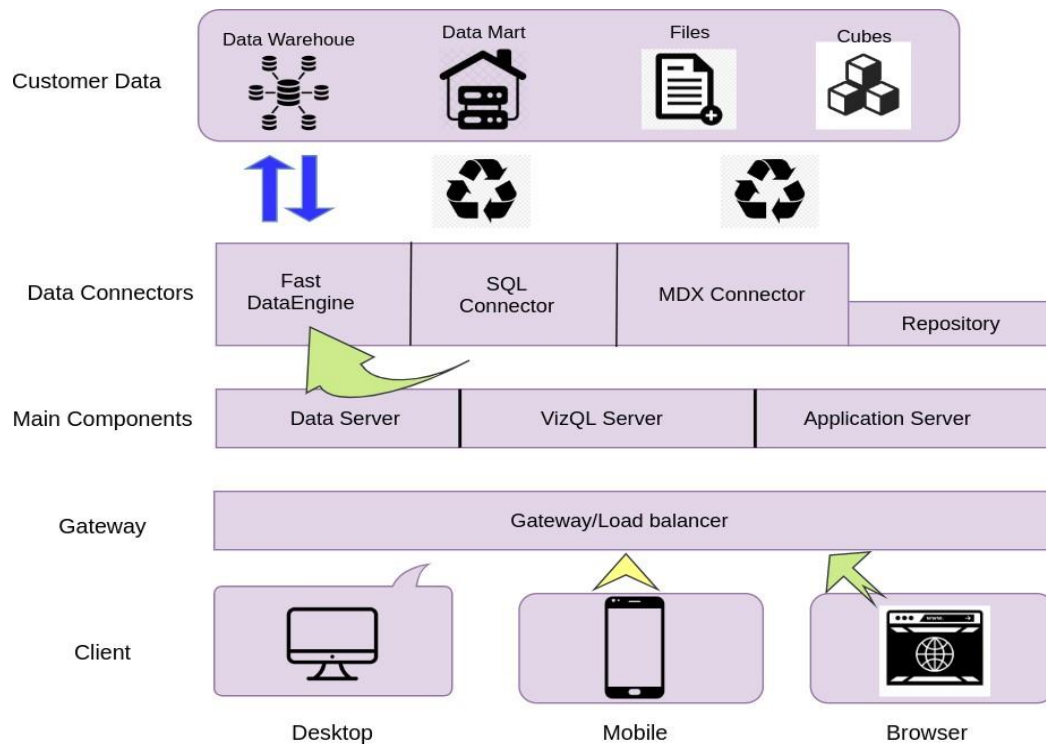 Customer Data
Data Warehoue
Data Mart
Files
Cubes
Data Connectors
Fast
DataEngine
SQL
Connector
MDX Connector
Repository
Main Components
Data Server
VizQL Server
Application Server
Gateway
Gateway/Load balancer
Client
www.
Desktop
Mobile
Browser